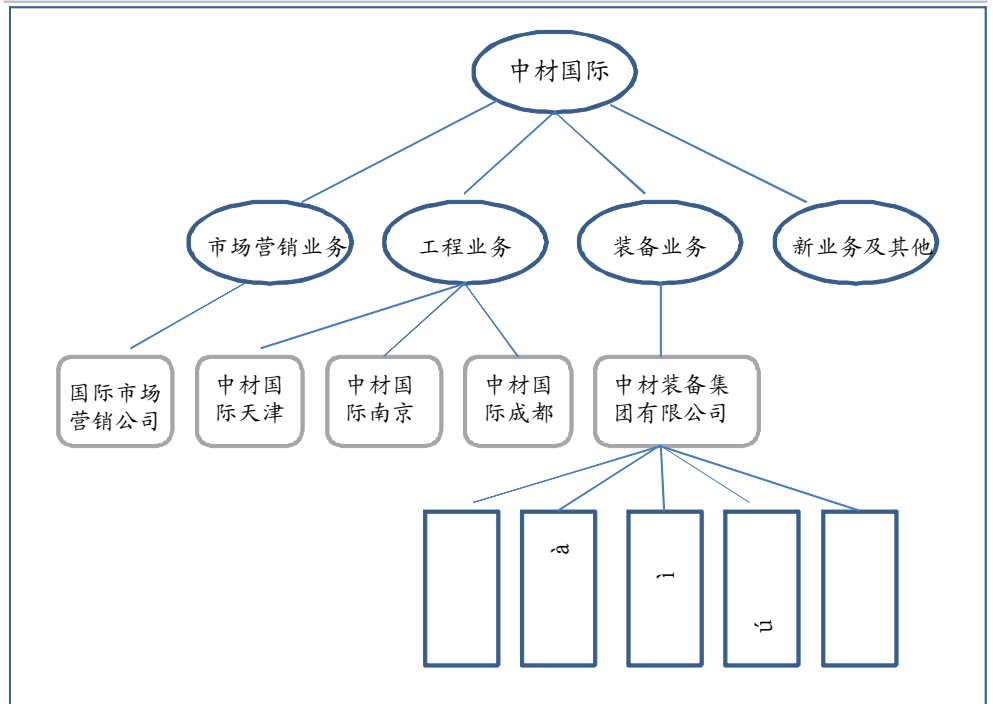 中材国际
市场营销业务
工程业务
装备业务
新业务及其他
国际市场
营销公司
中材国
际天津
中材国
际南京
中材国
际成都
中材装备集
团有限公司
à
ì
ú